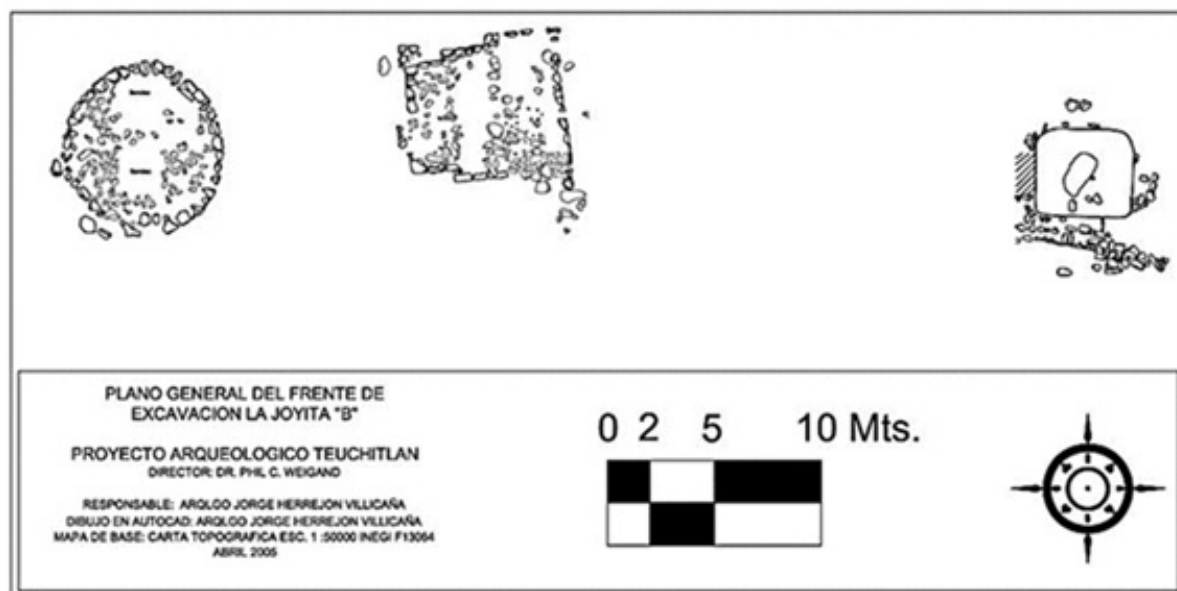 0 2 5 10 Mts.
PLANO GENERAL DEL FRENTE DE
EXCAVACION LA JOYITA "B"
PROYECTO ARQUEOLOGICO TEUCHITLAN
DIRECTOR: DR. PHIL C. WEIGAND
RESPONSABLE: ARQLGO JORGE HERREJON VILLICAÑA
DIBUJO EN AUTOCAD: ARQLGO JORGE HERREJON VILLICAÑA
MAPA DE BASE: CARTA TOPOGRAFICA ESC. 1 :50000 INEGI F13D64
ABRIL 2005